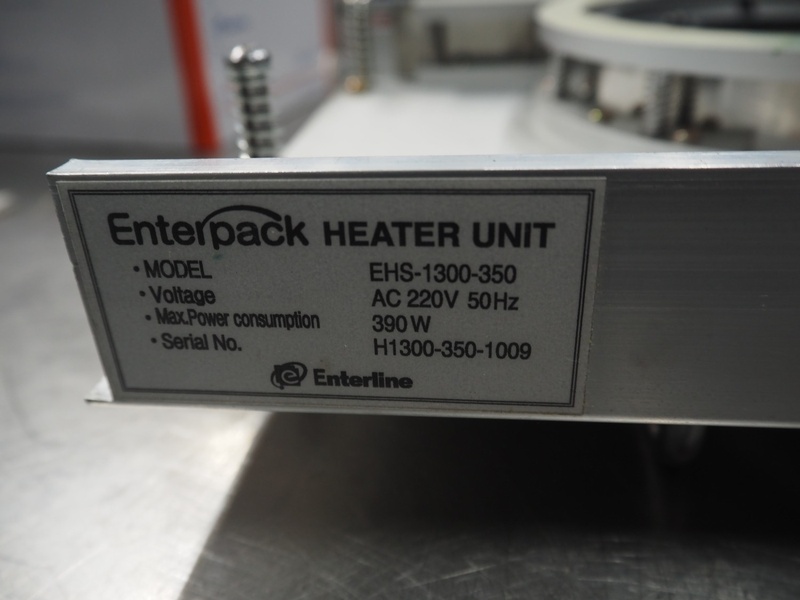 Enterpack HEATER UNIT
• MODEL EHS-1300-350
• Voltage AC 220V 50Hz
• Max.Power consumption 390W
• Serial No. H1300-350-1009
Enterline